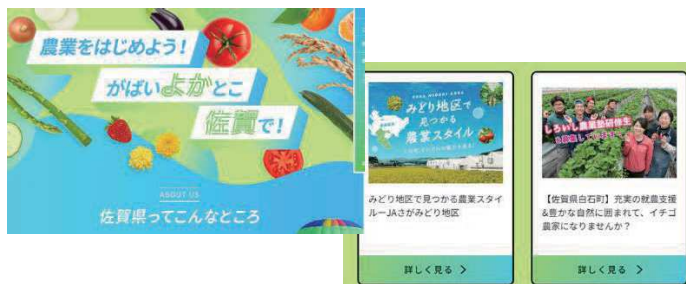 農業をはじめよう!
がばいよかとこ
佐賀で!
ABOUT US
佐賀県ってこんなところ
みどり地区で
見つかる
農業スタイル
みどり地区で見つかる農業スタイ
ルーJAさがみどり地区
詳しく見る
しろいし農業塾研修生
【佐賀県白石町】充実の就農支援
&豊かな自然に囲まれて、イチゴ
農家になりませんか?
詳しく見る